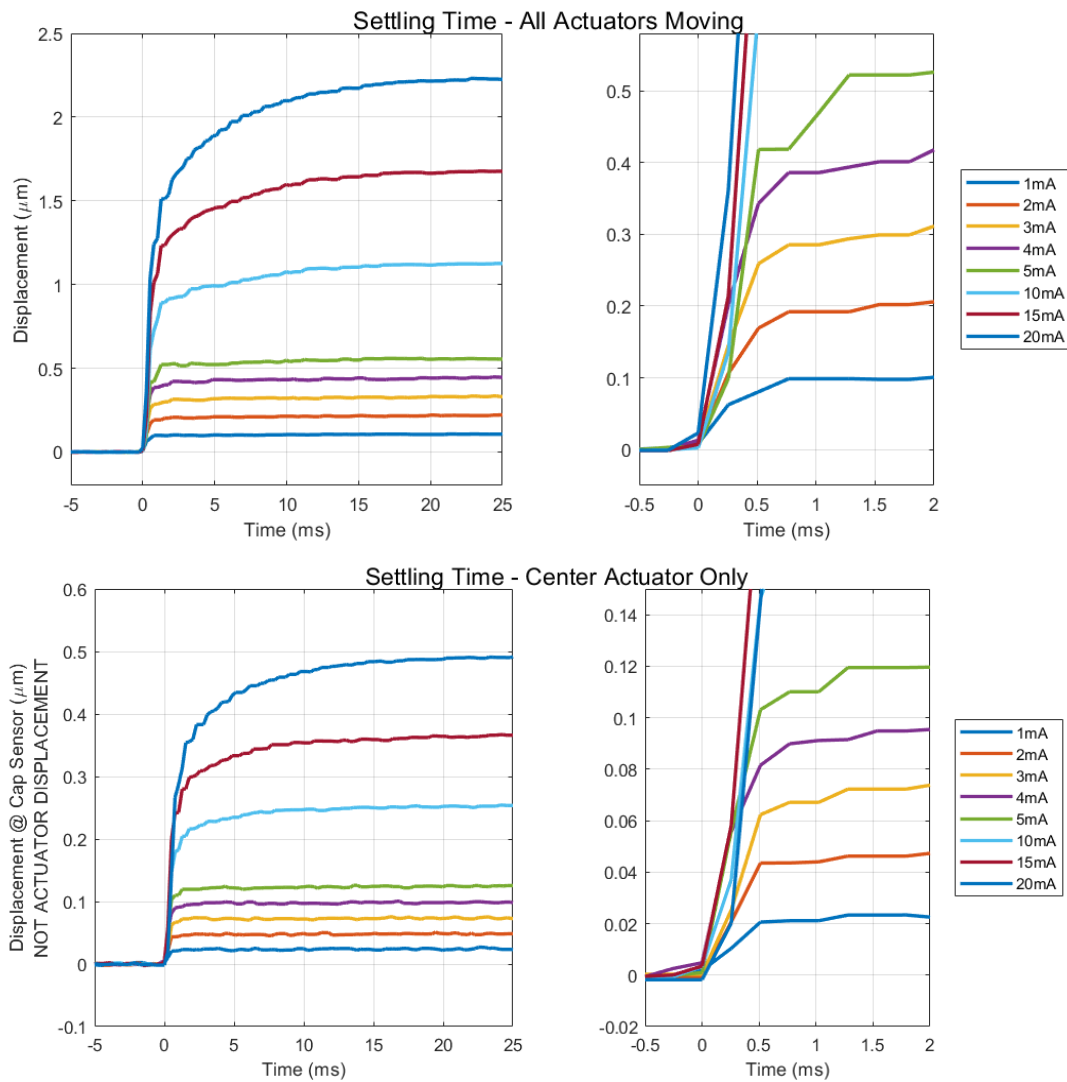 Settling Time - All Actuators Moving
Displacement (μm)
2.5
2
1.5
1
0.5
0
-5
0
5
10
15
20
25
Time (ms)
0.5
0.4
0.3
0.2
0.1
0
-0.5
0
0.5
1
1.5
2
Time (ms)
1mA
2mA
3mA
4mA
5mA
10mA
15mA
20mA
Settling Time - Center Actuator Only
Displacement @ Cap Sensor (μm)
NOT ACTUATOR DISPLACEMENT
0.6
0.5
0.4
0.3
0.2
0.1
0
-0.1
-5
0
5
10
15
20
25
Time (ms)
0.14
0.12
0.1
0.08
0.06
0.04
0.02
0
-0.02
-0.5
0
0.5
1
1.5
2
Time (ms)
1mA
2mA
3mA
4mA
5mA
10mA
15mA
20mA